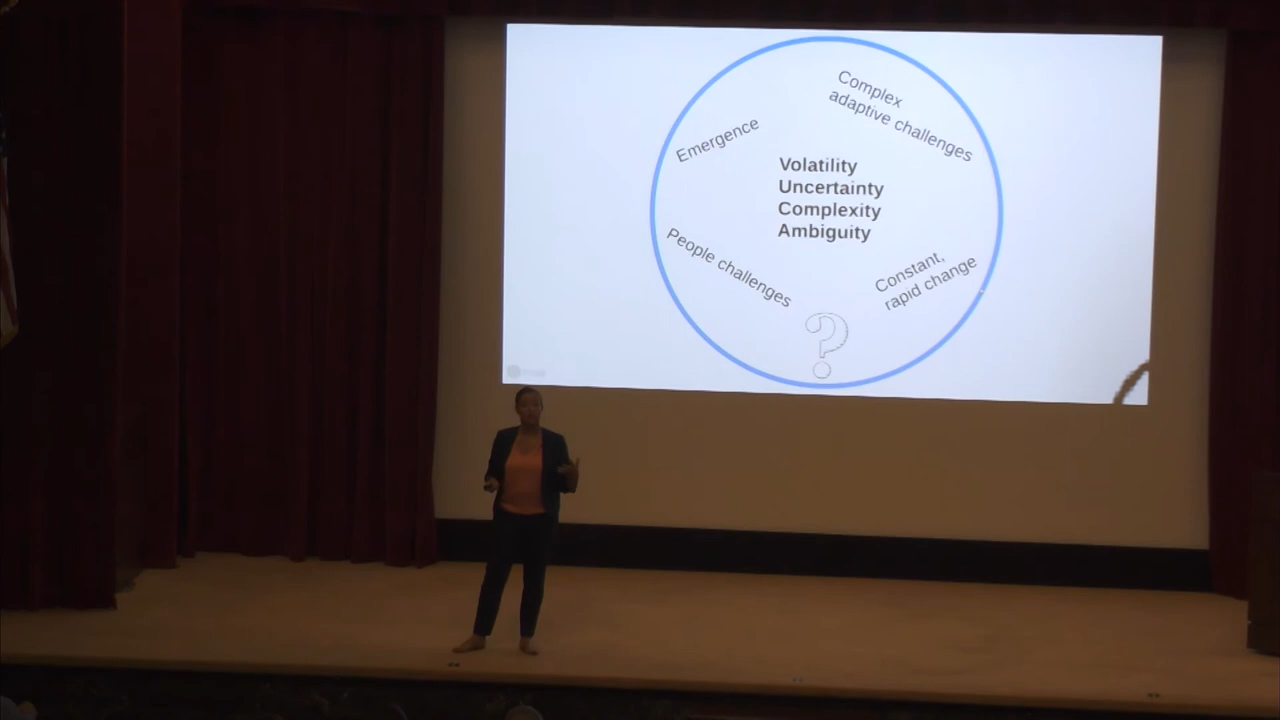 Complex
adaptive challenges
Emergence
Volatility
Uncertainty
Complexity
Ambiguity
People challenges
Constant,
rapid change
?